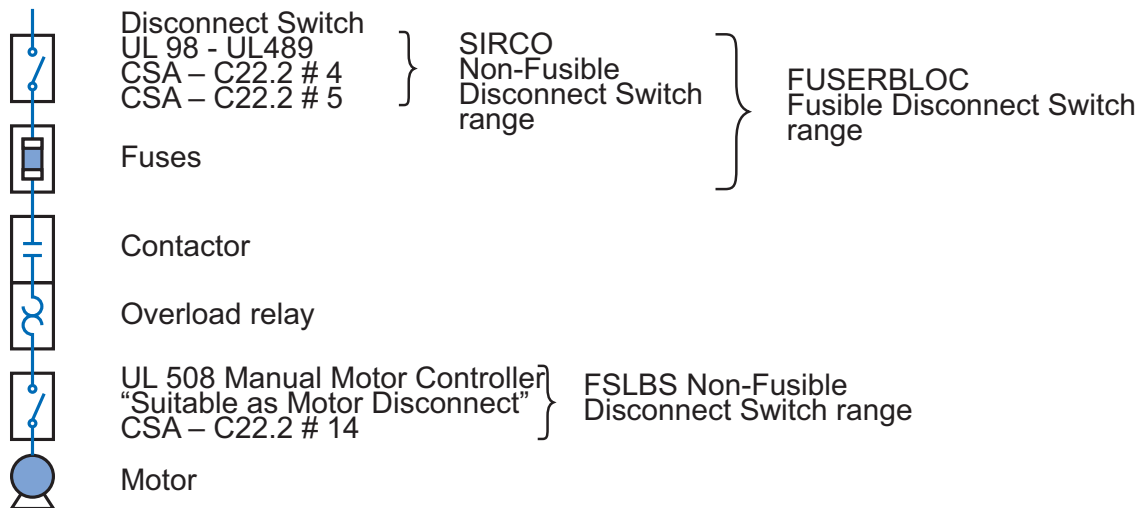 Disconnect Switch
UL 98 - UL489
CSA – C22.2 # 4
CSA – C22.2 # 5
SIRCO
Non-Fusible
Disconnect Switch
range
FUSERBLOC
Fusible Disconnect Switch
range
Fuses
Contactor
Overload relay
UL 508 Manual Motor Controller
“Suitable as Motor Disconnect”
CSA – C22.2 # 14
FSLBS Non-Fusible
Disconnect Switch range
Motor